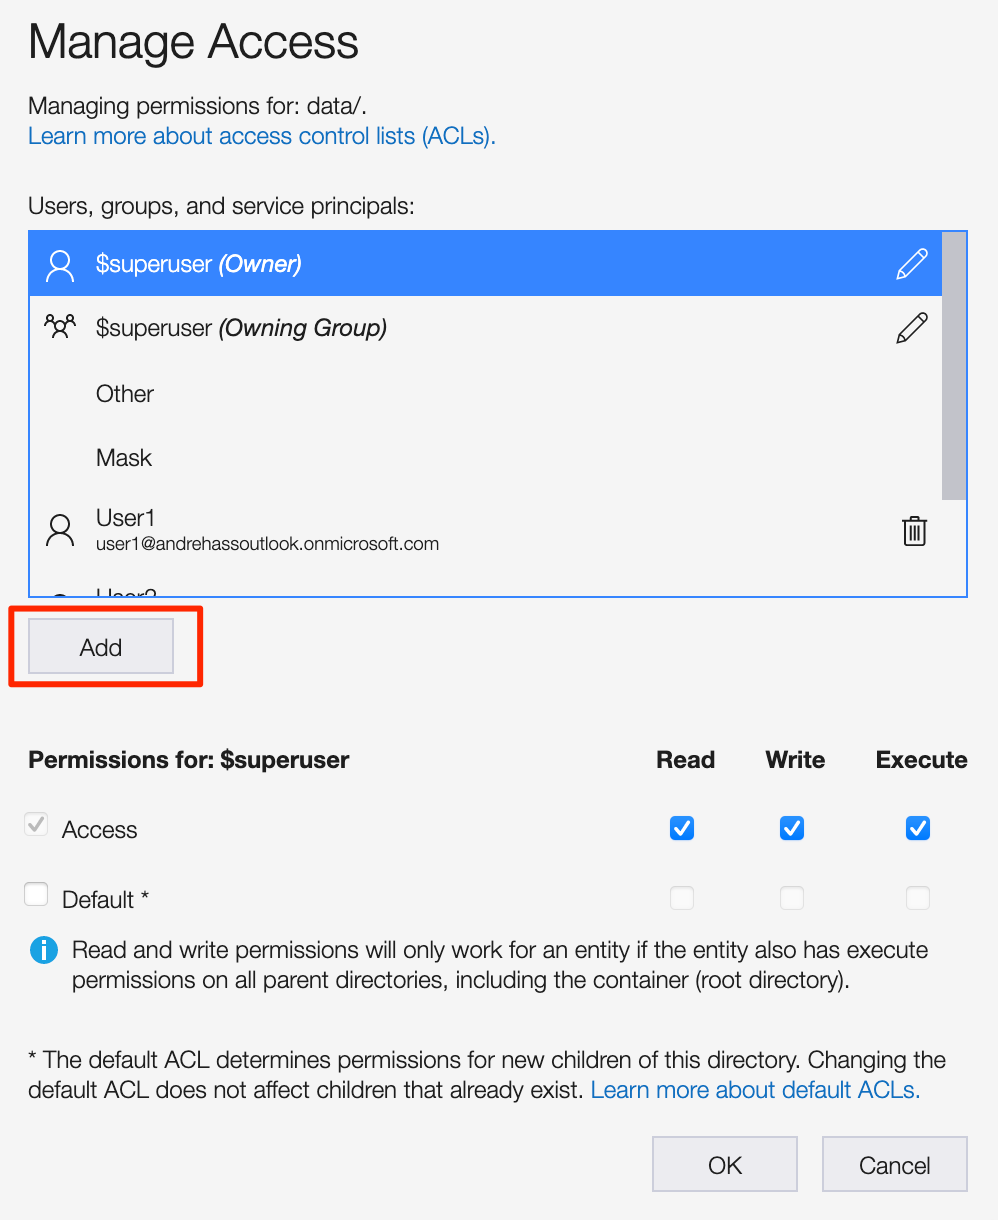 Manage Access
Managing permissions for: data/.
Learn more about access control lists (ACLs).
Users, groups, and service principals:
$superuser (Owner)
$superuser (Owning Group)
Other
Mask
User1
user1@andrehassoutlook.onmicrosoft.com
User2
Add
Permissions for: $superuser Read Write Execute
Access
Default *
Read and write permissions will only work for an entity if the entity also has execute
permissions on all parent directories, including the container (root directory).
* The default ACL determines permissions for new children of this directory. Changing the
default ACL does not affect children that already exist. Learn more about default ACLs.
OK Cancel